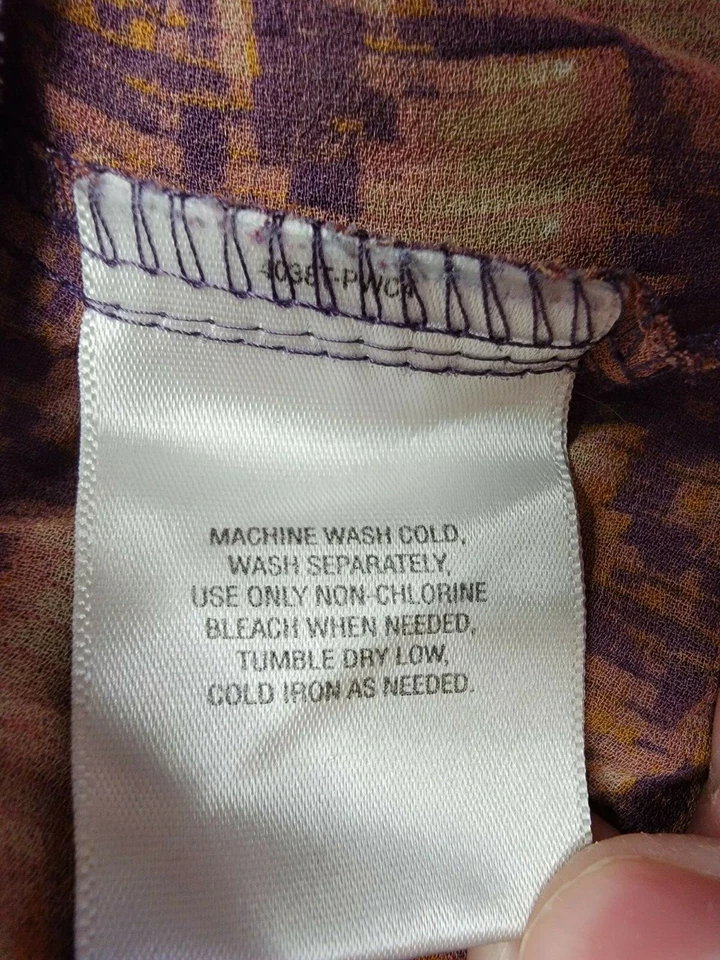 MACHINE WASH COLD,
WASH SEPARATELY,
USE ONLY NON-CHLORINE
BLEACH WHEN NEEDED,
TUMBLE DRY LOW,
COLD IRON AS NEEDED.